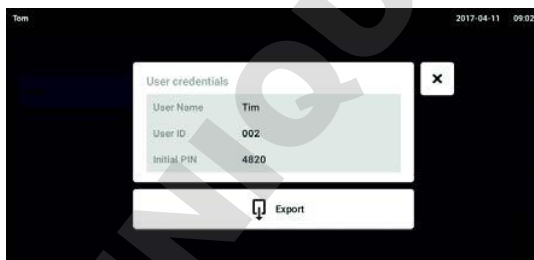 Tom 2017-04-11 09:02
User credentials
User Name Tim
User ID 002
Initial PIN 4820
Export